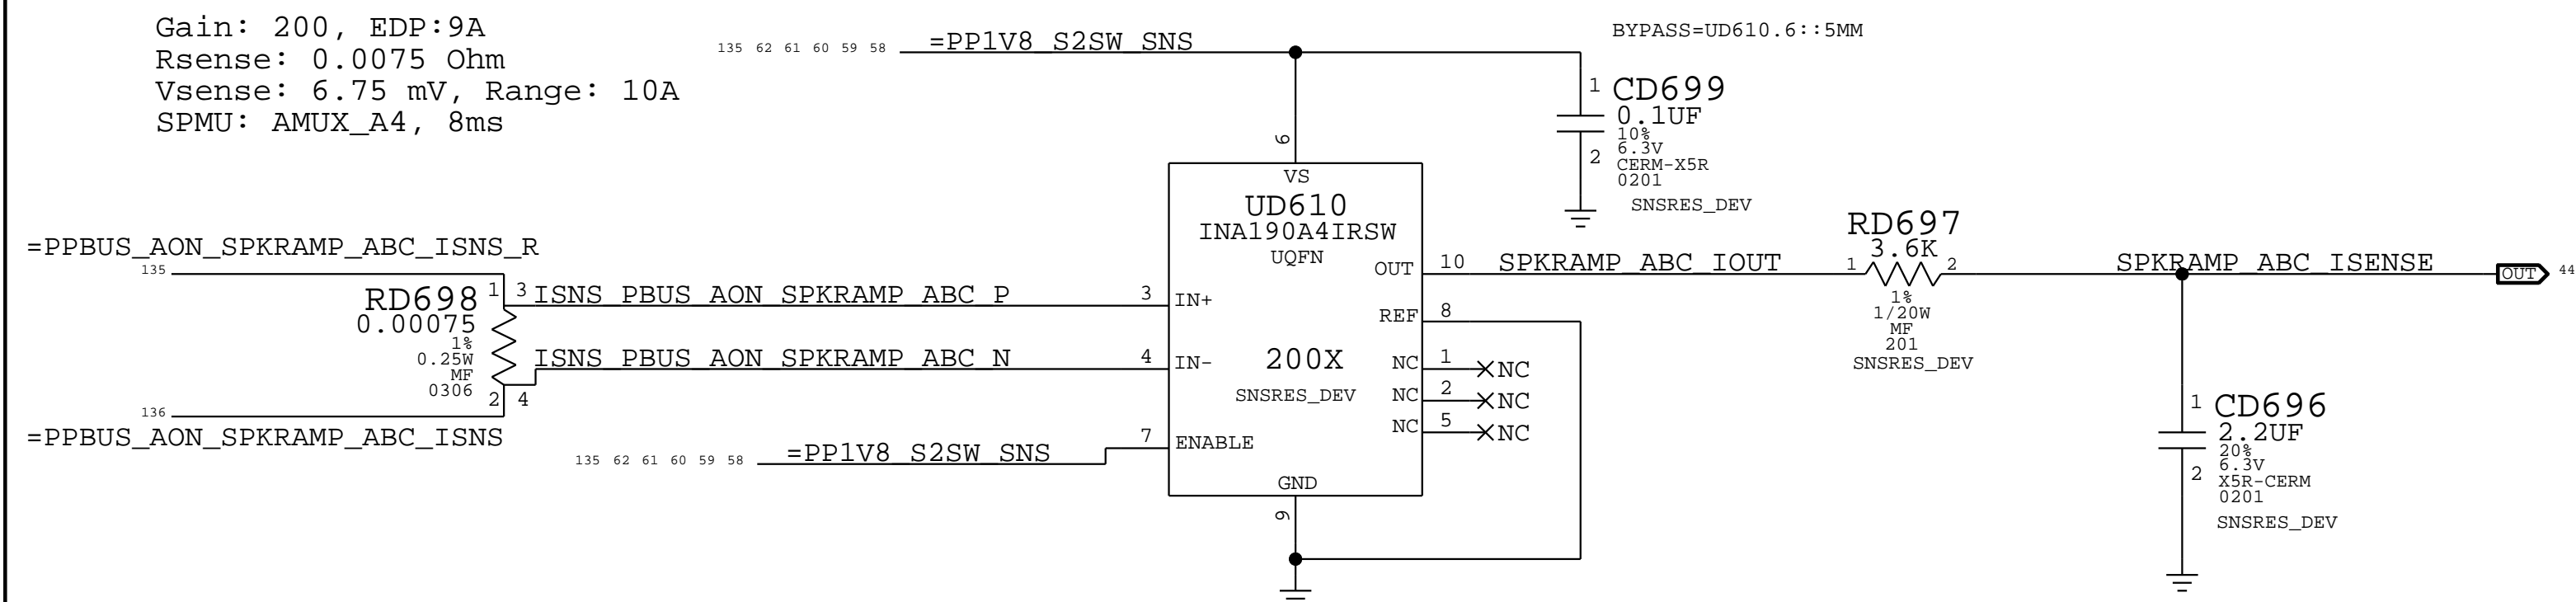 Gain: 200, EDP:9A
Rsense: 0.0075 Ohm
Vsense: 6.75 mV, Range: 10A
SPMU: AMUX_A4, 8ms
135 62 61 60 59 58 =PP1V8_S2SW_SNS
BYPASS=UD610.6::5MM
1 CD699
0.1UF
10%
6.3V
2 CERM-X5R
0201
SNSRES_DEV
6
VS
UD610
INA190A4IRSW
UQFN
=PPBUS_AON_SPKRAMP_ABC_ISNS_R
135
RD698
0.00075
1%
0.25W
MF
0306
1 3
2 4
ISNS_PBUS_AON_SPKRAMP_ABC_P 3 IN+
ISNS_PBUS_AON_SPKRAMP_ABC_N 4 IN-
136
=PPBUS_AON_SPKRAMP_ABC_ISNS
135 62 61 60 59 58 =PP1V8_S2SW_SNS 7 ENABLE
200X
SNSRES_DEV
OUT 10 SPKRAMP_ABC_IOUT
REF 8
NC 1 NC
NC 2 NC
NC 5 NC
GND
9
RD697
3.6K
1 2
1%
1/20W
MF
201
SNSRES_DEV
SPKRAMP_ABC_ISENSE OUT 44
1 CD696
2.2UF
20%
6.3V
2 X5R-CERM
0201
SNSRES_DEV